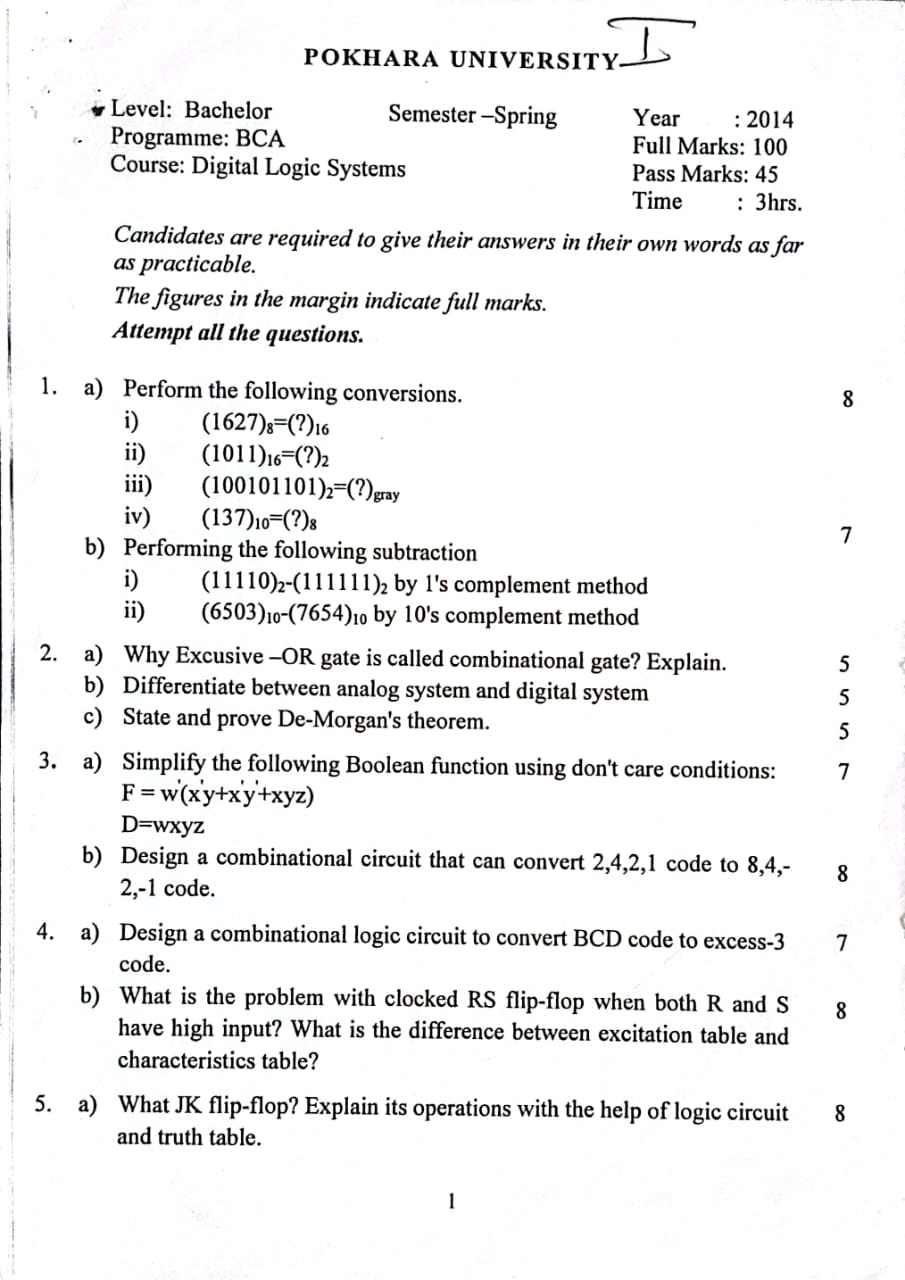 POKHARA UNIVERSITY I
Level: Bachelor Semester –Spring Year : 2014
Programme: BCA Full Marks: 100
Course: Digital Logic Systems Pass Marks: 45
Time : 3hrs.
Candidates are required to give their answers in their own words as far
as practicable.
The figures in the margin indicate full marks.
Attempt all the questions.
1. a) Perform the following conversions. 8
i) (1627)₈=(?)₁₆
ii) (1011)₁₆=(?)₂
iii) (100101101)₂=(?)gray
iv) (137)₁₀=(?)₈
b) Performing the following subtraction 7
i) (11110)₂-(111111)₂ by 1's complement method
ii) (6503)₁₀-(7654)₁₀ by 10's complement method
2. a) Why Excusive –OR gate is called combinational gate? Explain. 5
b) Differentiate between analog system and digital system 5
c) State and prove De-Morgan's theorem. 5
3. a) Simplify the following Boolean function using don't care conditions: 7
F = w'(x'y+x'y'+xyz)
D=wxyz
b) Design a combinational circuit that can convert 2,4,2,1 code to 8,4,- 8
2,-1 code.
4. a) Design a combinational logic circuit to convert BCD code to excess-3 7
code.
b) What is the problem with clocked RS flip-flop when both R and S 8
have high input? What is the difference between excitation table and
characteristics table?
5. a) What JK flip-flop? Explain its operations with the help of logic circuit 8
and truth table.
1